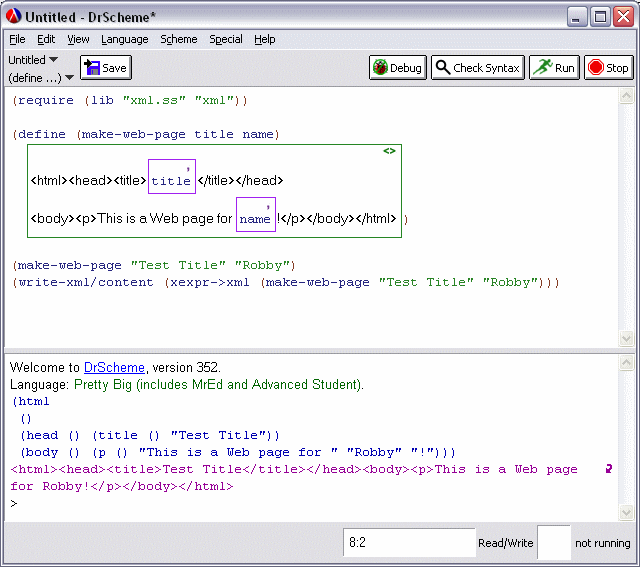 Untitled - DrScheme*
File Edit View Language Scheme Special Help
Untitled
(define ...)
Save
Debug
Check Syntax
Run
Stop
(require (lib "xml.ss" "xml"))
(define (make-web-page title name)
<>
<html><head><title> , title </title></head>
<body><p>This is a Web page for , name !</p></body></html> )
(make-web-page "Test Title" "Robby")
(write-xml/content (xexpr->xml (make-web-page "Test Title" "Robby")))
Welcome to DrScheme, version 352.
Language: Pretty Big (includes MrEd and Advanced Student).
(html
()
(head () (title () "Test Title"))
(body () (p () "This is a Web page for " "Robby" "!")))
<html><head><title>Test Title</title></head><body><p>This is a Web page
for Robby!</p></body></html>
>
8:2
Read/Write
not running